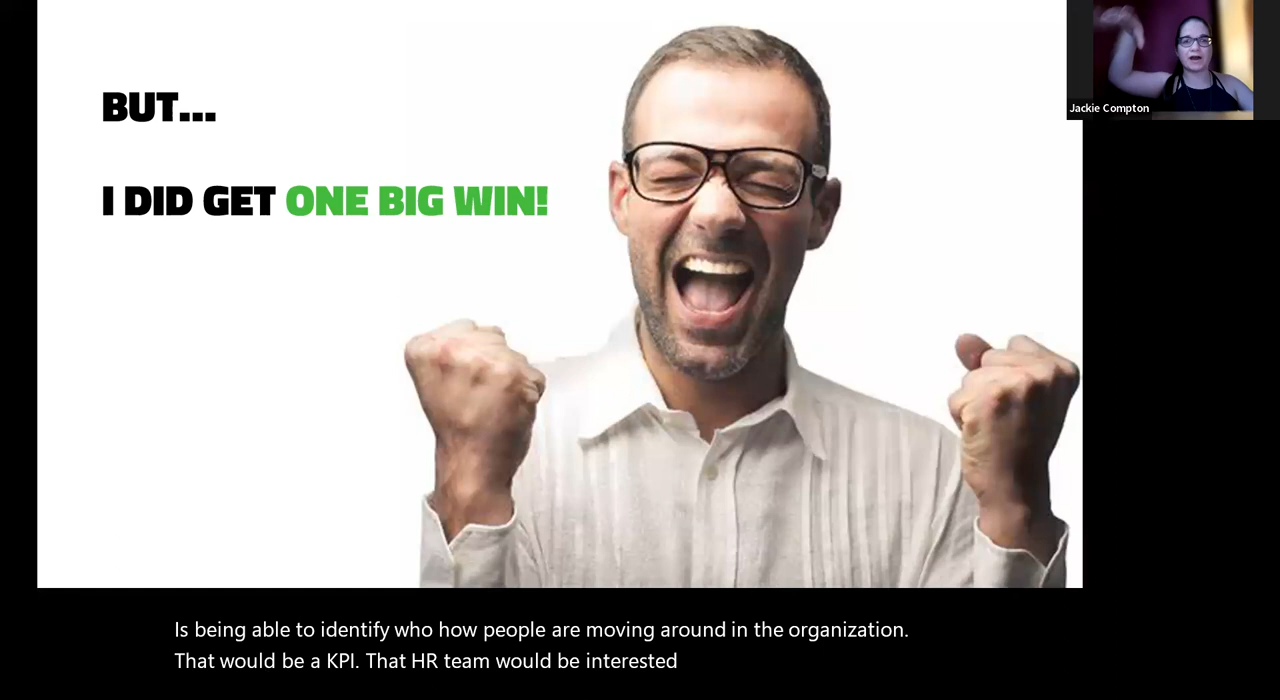 BUT...
I DID GET ONE BIG WIN!
Jackie Compton
Is being able to identify who how people are moving around in the organization.
That would be a KPI. That HR team would be interested